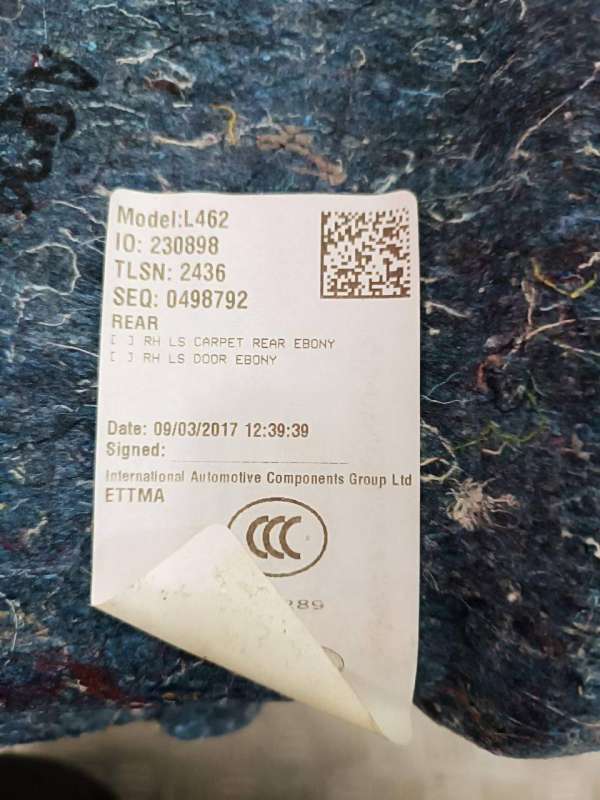 Model:L462
IO: 230898
TLSN: 2436
SEQ: 0498792
REAR
[ ] RH LS CARPET REAR EBONY
[ ] RH LS DOOR EBONY
Date: 09/03/2017 12:39:39
Signed:
International Automotive Components Group Ltd
ETTMA
CCC
289